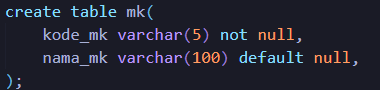 create table mk(
    kode_mk varchar(5) not null,
    nama_mk varchar(100) default null,
);